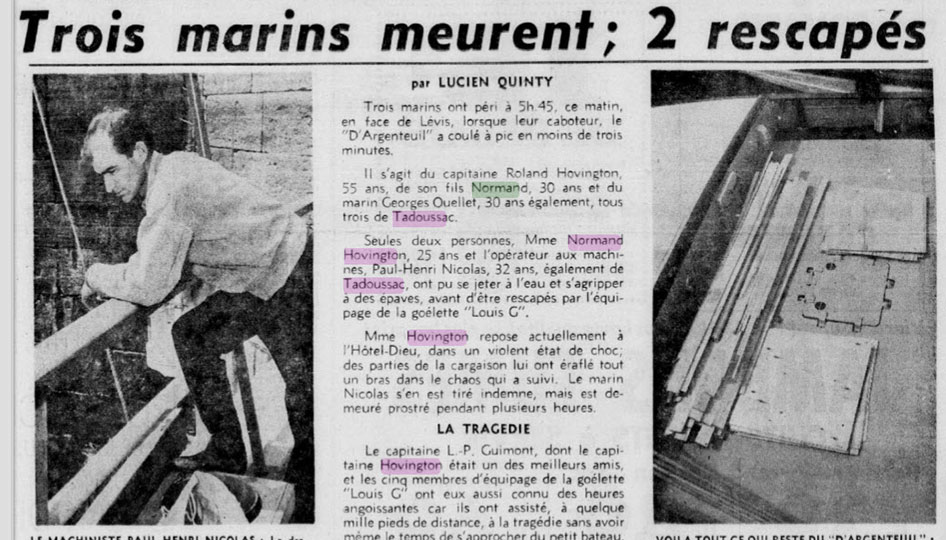 Trois marins meurent; 2 rescapés
par LUCIEN QUINTY
Trois marins ont péri à 5h.45, ce matin,
en face de Lévis, lorsque leur caboteur, le
"D'Argenteuil" a coulé à pic en moins de trois
minutes.
Il s'agit du capitaine Roland Hovington,
55 ans, de son fils Normand, 30 ans et du
marin Georges Ouellet, 30 ans également, tous
trois de Tadoussac.
Seules deux personnes, Mme Normand
Hovington, 25 ans et l'opérateur aux machi-
nes, Paul-Henri Nicolas, 32 ans, également de
Tadoussac, ont pu se jeter à l'eau et s'agripper
à des épaves, avant d'être rescapés par l'équi-
page de la goélette "Louis G".
Mme Hovington repose actuellement à
l'Hôtel-Dieu, dans un violent état de choc;
des parties de la cargaison lui ont éraflé tout
un bras dans le chaos qui a suivi. Le marin
Nicolas s'en est tiré indemne, mais est de-
meuré prostré pendant plusieurs heures.
LA TRAGEDIE
Le capitaine L.-P. Guimont, dont le capi-
taine Hovington était un des meilleurs amis,
et les cinq membres d'équipage de la goélette
"Louis G" ont eux aussi connu des heures
angoissantes car ils ont assisté, à quelque
mille pieds de distance, à la tragédie sans avoir
même le temps de s'approcher du petit bateau.
LE MACHINISTE PAUL-HENRI NICOLAS : Le de-
VOILA TOUT CE QUI RESTE DU "D'ARGENTEUIL" :